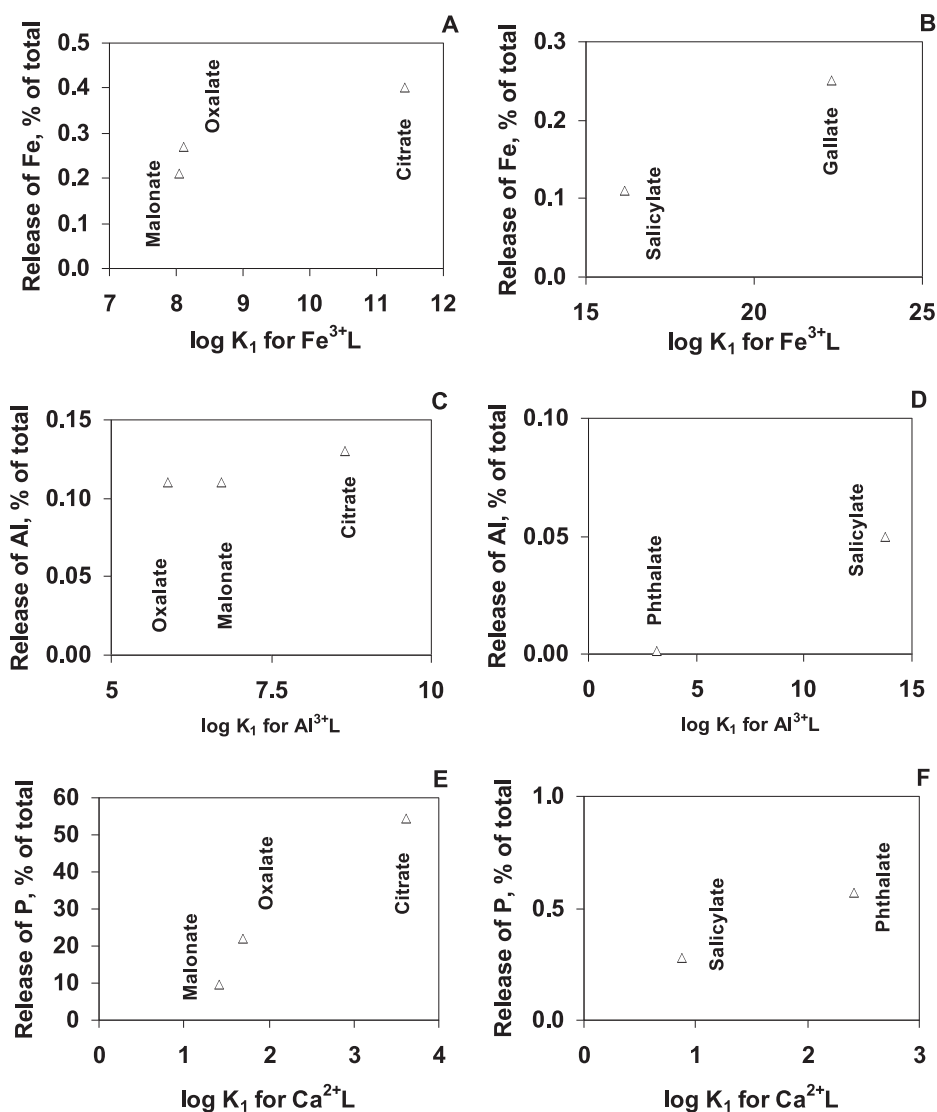 A
Release of Fe, % of total
0.5
0.4
0.3
0.2
0.1
0.0
Malonate
Oxalate
Citrate
7 8 9 10 11 12
log K₁ for Fe³⁺L
B
Release of Fe, % of total
0.3
0.2
0.1
0.0
Salicylate
Gallate
15 20 25
log K₁ for Fe³⁺L
C
Release of Al, % of total
0.15
0.10
0.05
0.00
Oxalate
Malonate
Citrate
5 7.5 10
log K₁ for Al³⁺L
D
Release of Al, % of total
0.10
0.05
0.00
Phthalate
Salicylate
0 5 10 15
log K₁ for Al³⁺L
E
Release of P, % of total
60
50
40
30
20
10
0
Malonate
Oxalate
Citrate
0 1 2 3 4
log K₁ for Ca²⁺L
F
Release of P, % of total
1.0
0.5
0.0
Salicylate
Phthalate
0 1 2 3
log K₁ for Ca²⁺L